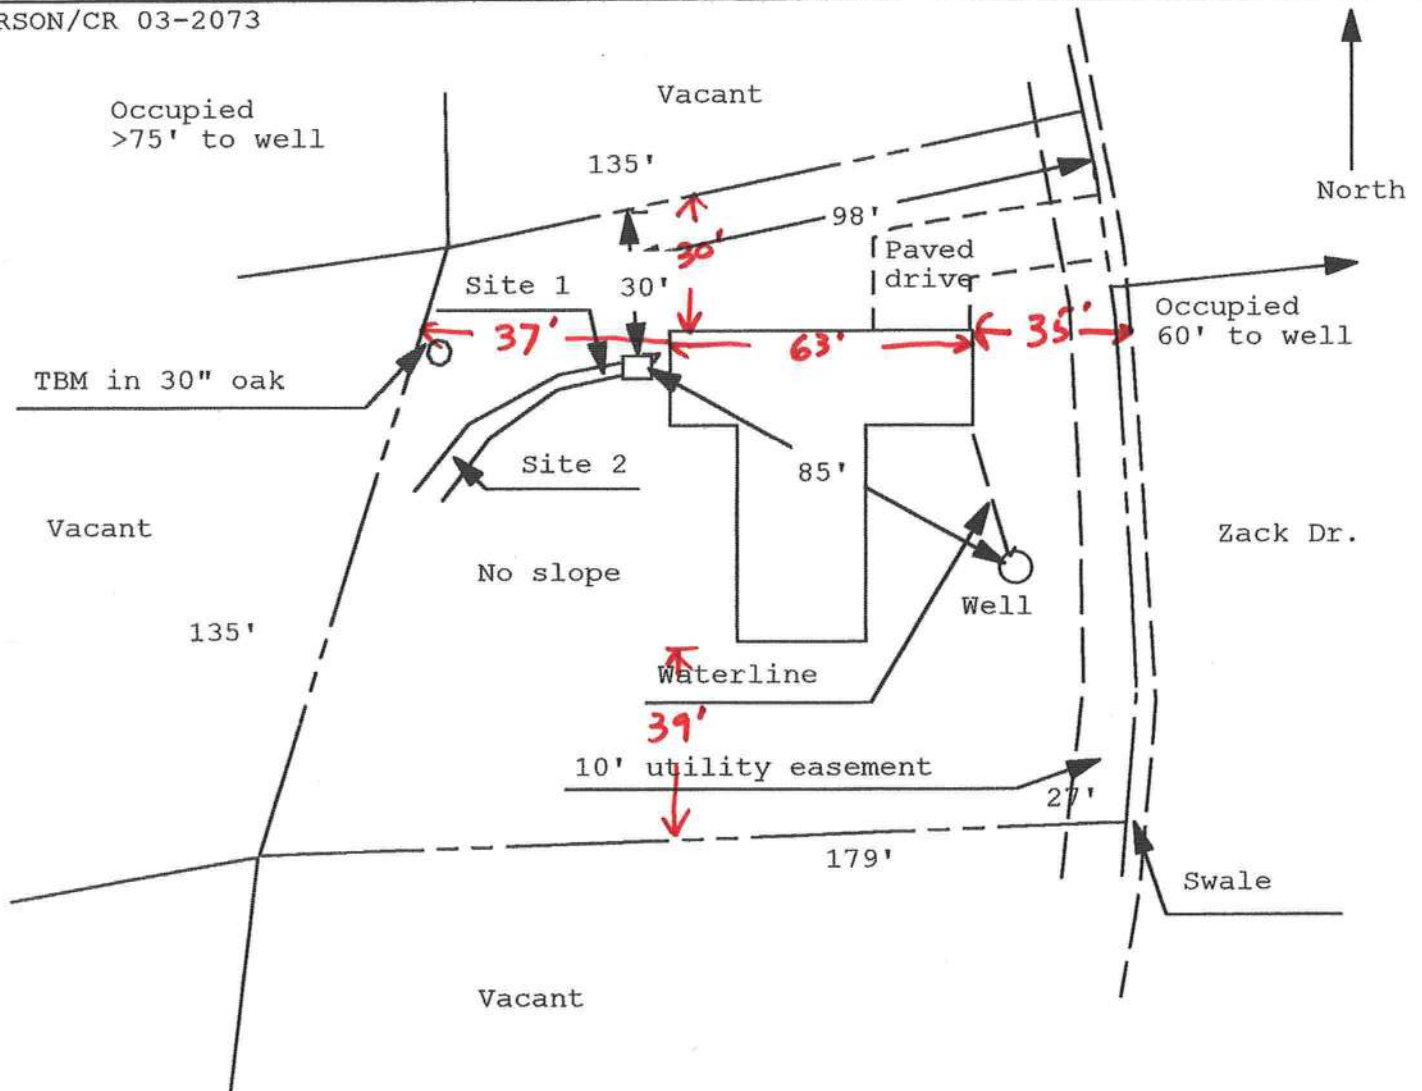 RSON/CR 03-2073
Vacant
Occupied
>75' to well
135'
North
98'
30'
Paved
drive
Site 1
30'
Occupied
60' to well
37'
63'
35'
TBM in 30" oak
Site 2
85'
Vacant
Zack Dr.
No slope
Well
135'
Waterline
39'
10' utility easement
27'
179'
Swale
Vacant